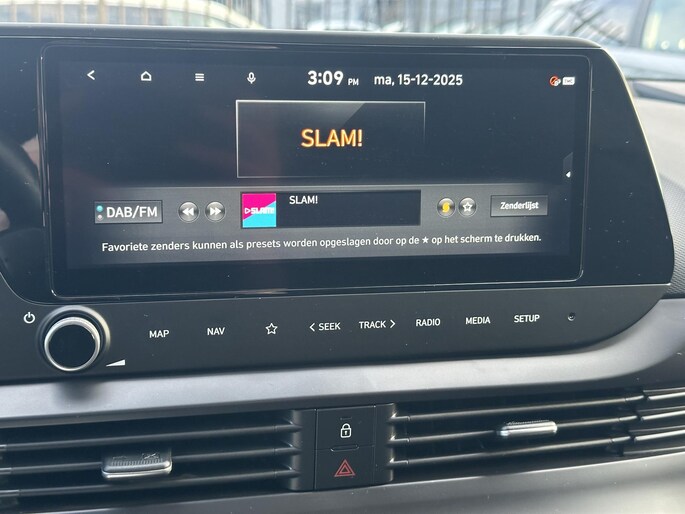 3:09 PM ma, 15-12-2025
SLAM!
DAB/FM
SLAM!
SLAM!
Zenderlijst
Favoriete zenders kunnen als presets worden opgeslagen door op de ★ op het scherm te drukken.
MAP NAV ☆ < SEEK TRACK > RADIO MEDIA SETUP